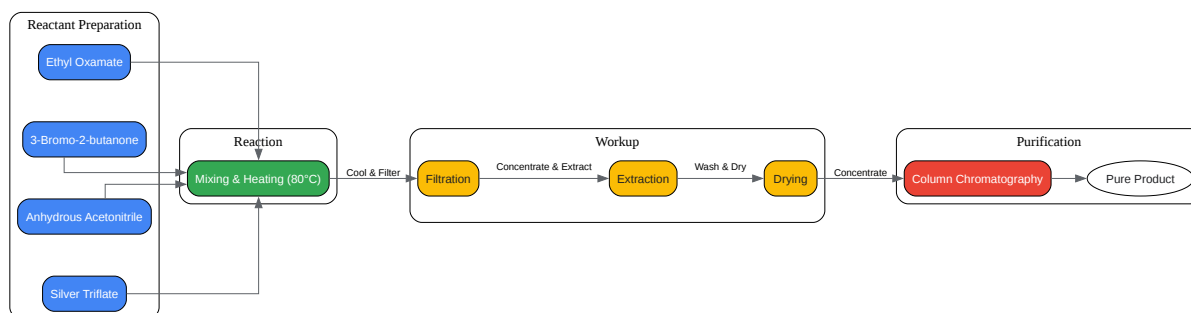 Reactant Preparation
Ethyl Oxamate
3-Bromo-2-butanone
Anhydrous Acetonitrile
Silver Triflate
Reaction
Mixing & Heating (80°C)
Cool & Filter
Workup
Filtration
Concentrate & Extract
Extraction
Wash & Dry
Drying
Concentrate
Purification
Column Chromatography
Pure Product